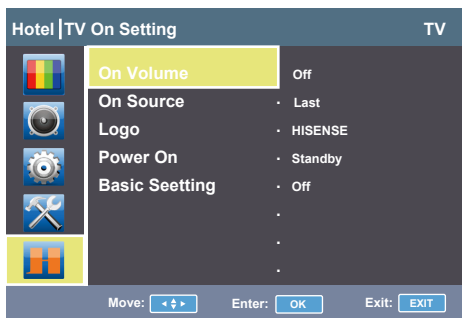 Hotel TV On Setting TV
On Volume Off
On Source · Last
Logo · HISENSE
Power On · Standby
Basic Seetting · Off
·
·
·
H
Move: Enter: OK Exit: EXIT